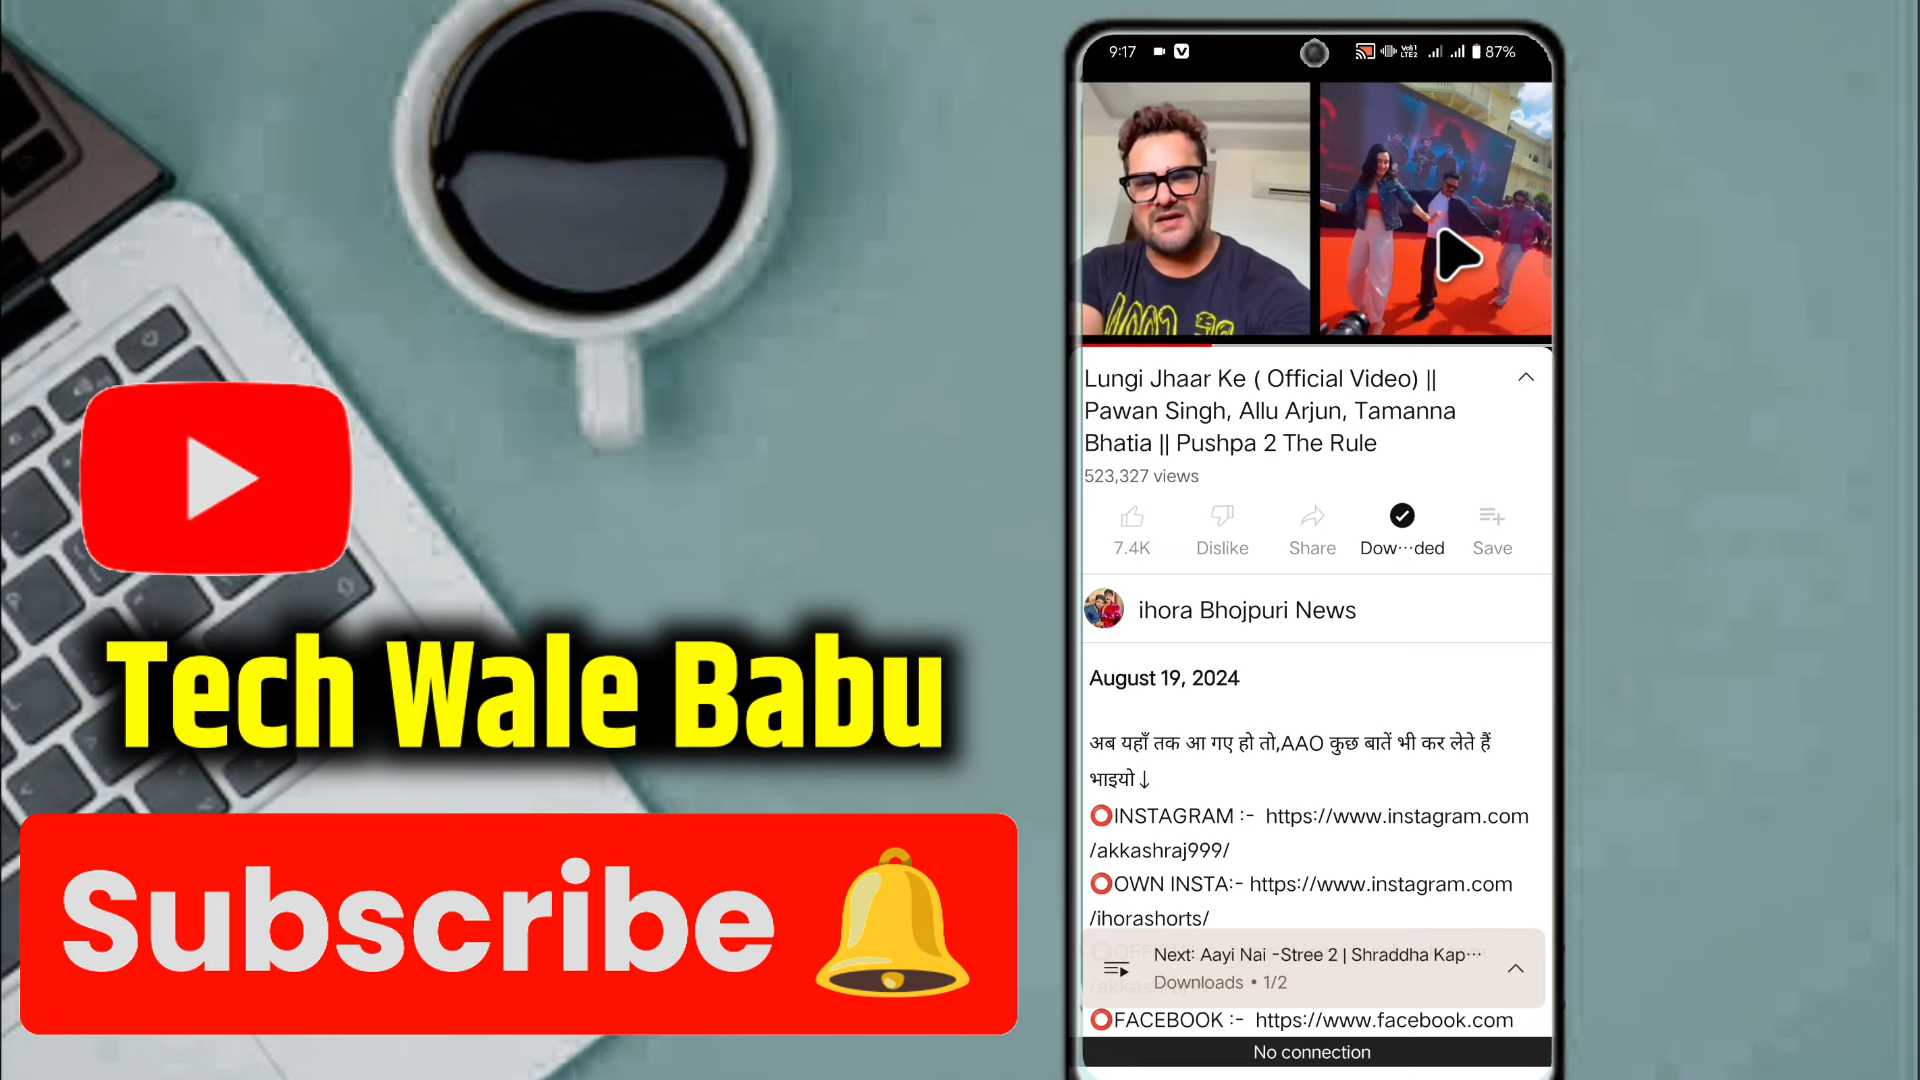 9:17
Vo))1
LTE2
87%
Lungi Jhaar Ke ( Official Video) ||
Pawan Singh, Allu Arjun, Tamanna
Bhatia || Pushpa 2 The Rule
523,327 views
7.4K
Dislike
Share
Dow···ded
Save
ihora Bhojpuri News
August 19, 2024
अब यहाँ तक आ गए हो तो,AAO कुछ बातें भी कर लेते हैं
भाइयो↓
⭕INSTAGRAM :-  https://www.instagram.com
/akkashraj999/
⭕OWN INSTA:- https://www.instagram.com
/ihorashorts/
Next: Aayi Nai -Stree 2 | Shraddha Kap···
Downloads • 1/2
⭕FACEBOOK :-  https://www.facebook.com
No connection
Tech Wale Babu
Subscribe